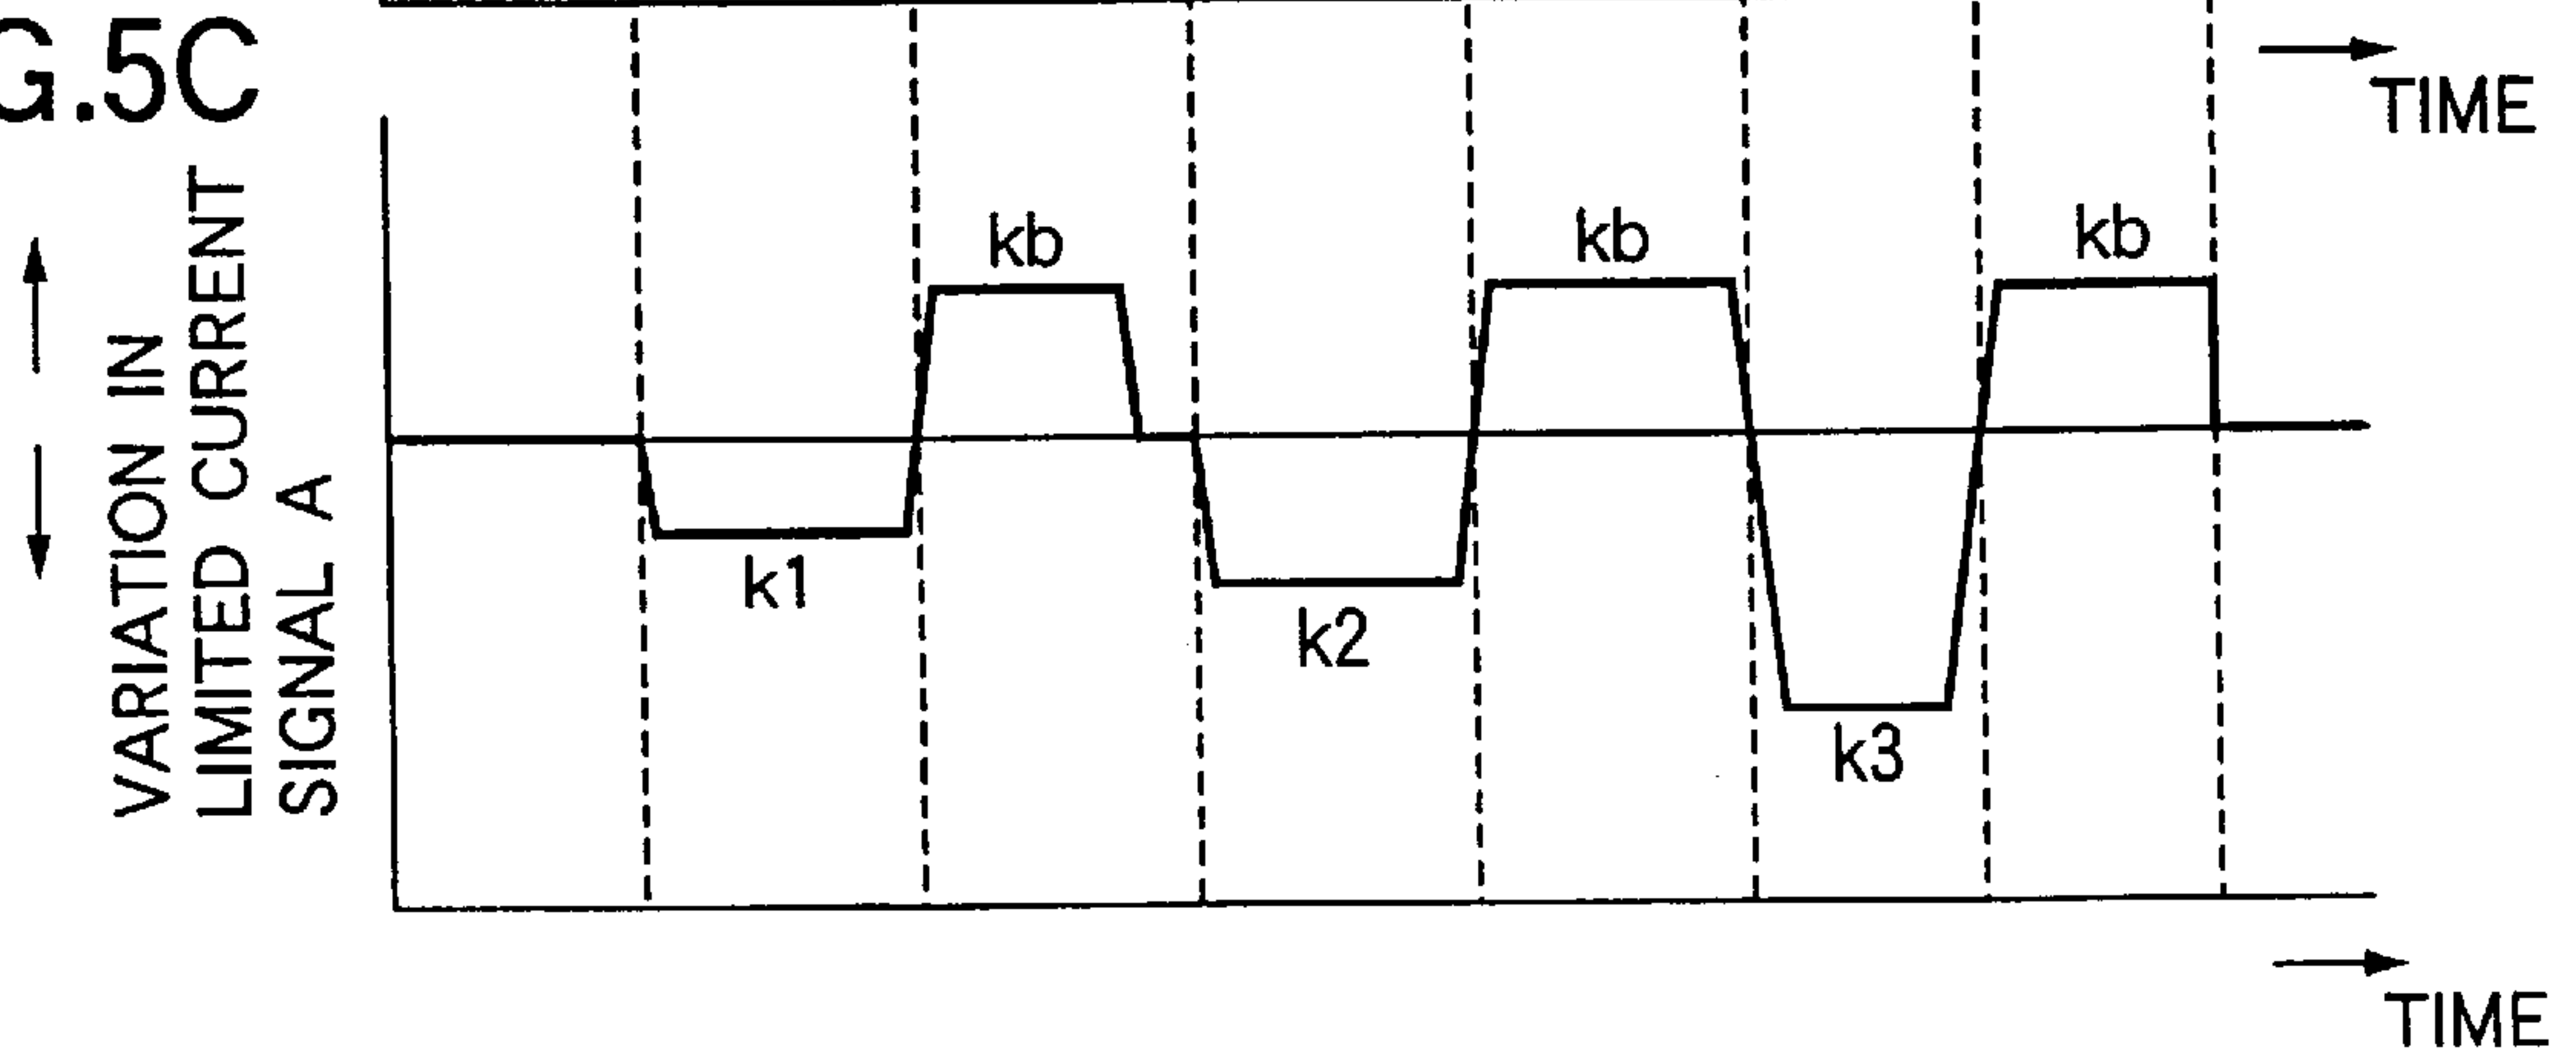 G.5C
TIME
VARIATION IN
LIMITED CURRENT
SIGNAL A
kb
kb
kb
k1
k2
k3
TIME